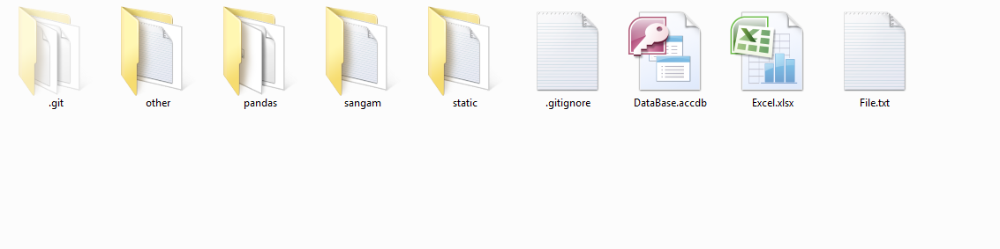 .git other pandas sangam static .gitignore DataBase.accdb Excel.xlsx File.txt